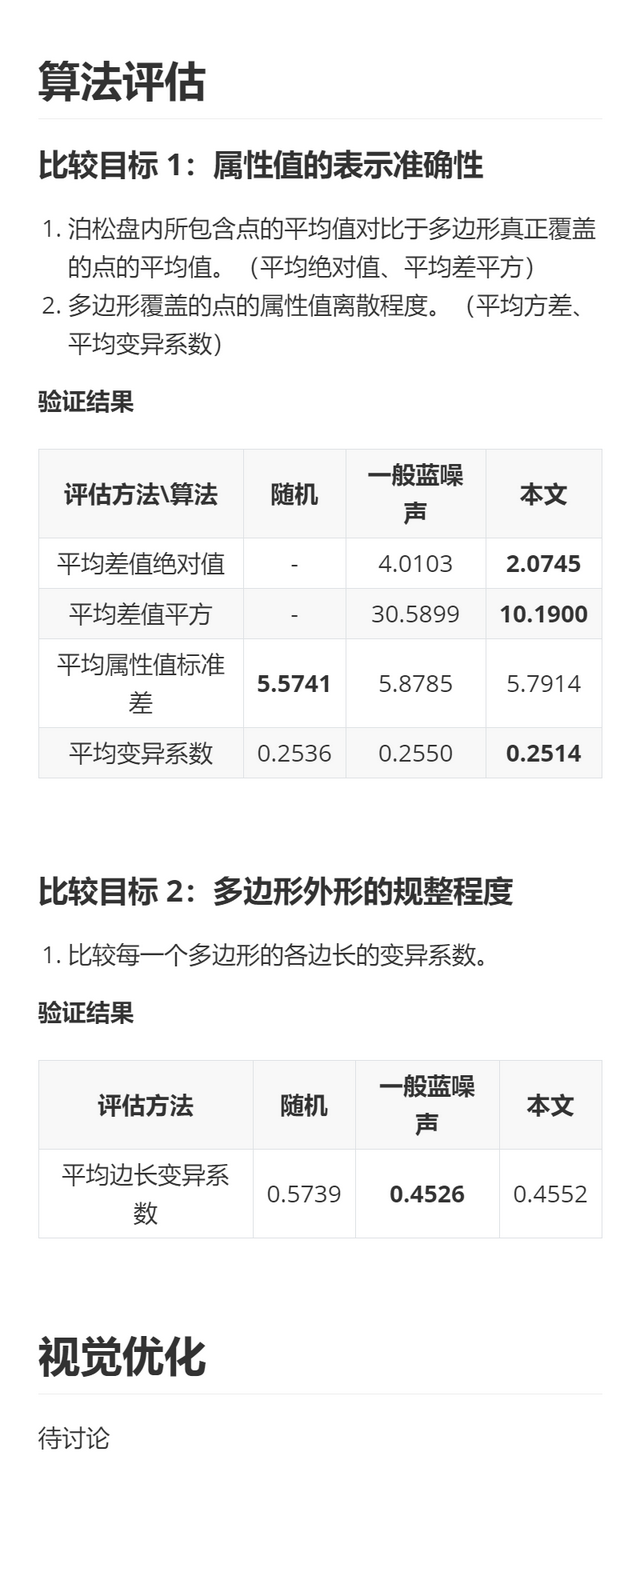 算法评估
比较目标 1：属性值的表示准确性
1. 泊松盘内所包含点的平均值对比于多边形真正覆盖
的点的平均值。（平均绝对值、平均差平方）
2. 多边形覆盖的点的属性值离散程度。（平均方差、
平均变异系数）
验证结果
评估方法\算法 随机 一般蓝噪
声 本文
平均差值绝对值 - 4.0103 2.0745
平均差值平方 - 30.5899 10.1900
平均属性值标准
差 5.5741 5.8785 5.7914
平均变异系数 0.2536 0.2550 0.2514
比较目标 2：多边形外形的规整程度
1. 比较每一个多边形的各边长的变异系数。
验证结果
评估方法 随机 一般蓝噪
声 本文
平均边长变异系
数 0.5739 0.4526 0.4552
视觉优化
待讨论